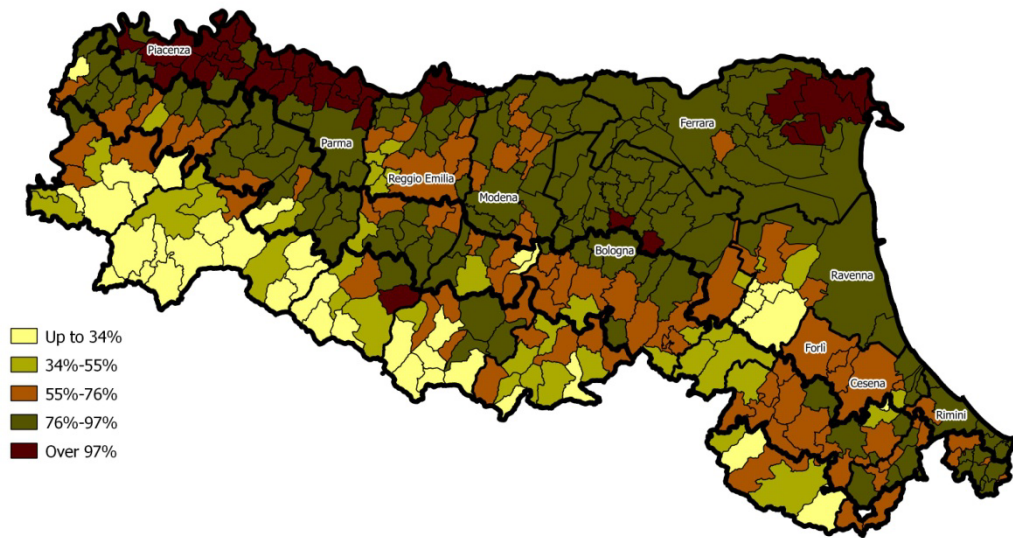 Piacenza
Ferrara
Parma
Reggio Emilia
Modena
Bologna
Ravenna
Forlì
Cesena
Rimini
Up to 34%
34%-55%
55%-76%
76%-97%
Over 97%